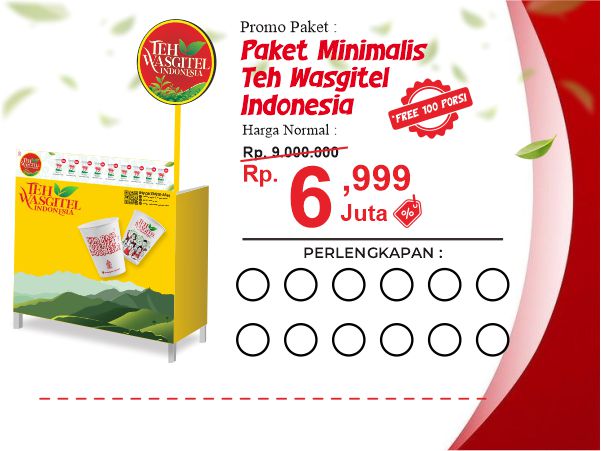 TEH
WASGITEL
INDONESIA
Promo Paket :
Paket Minimalis
Teh Wasgitel
Indonesia
*FREE 100 PORSI
Harga Normal :
Rp. 9.000.000
Rp. 6,999
Juta
%
TEH
WASGITEL
INDONESIA
PERLENGKAPAN :